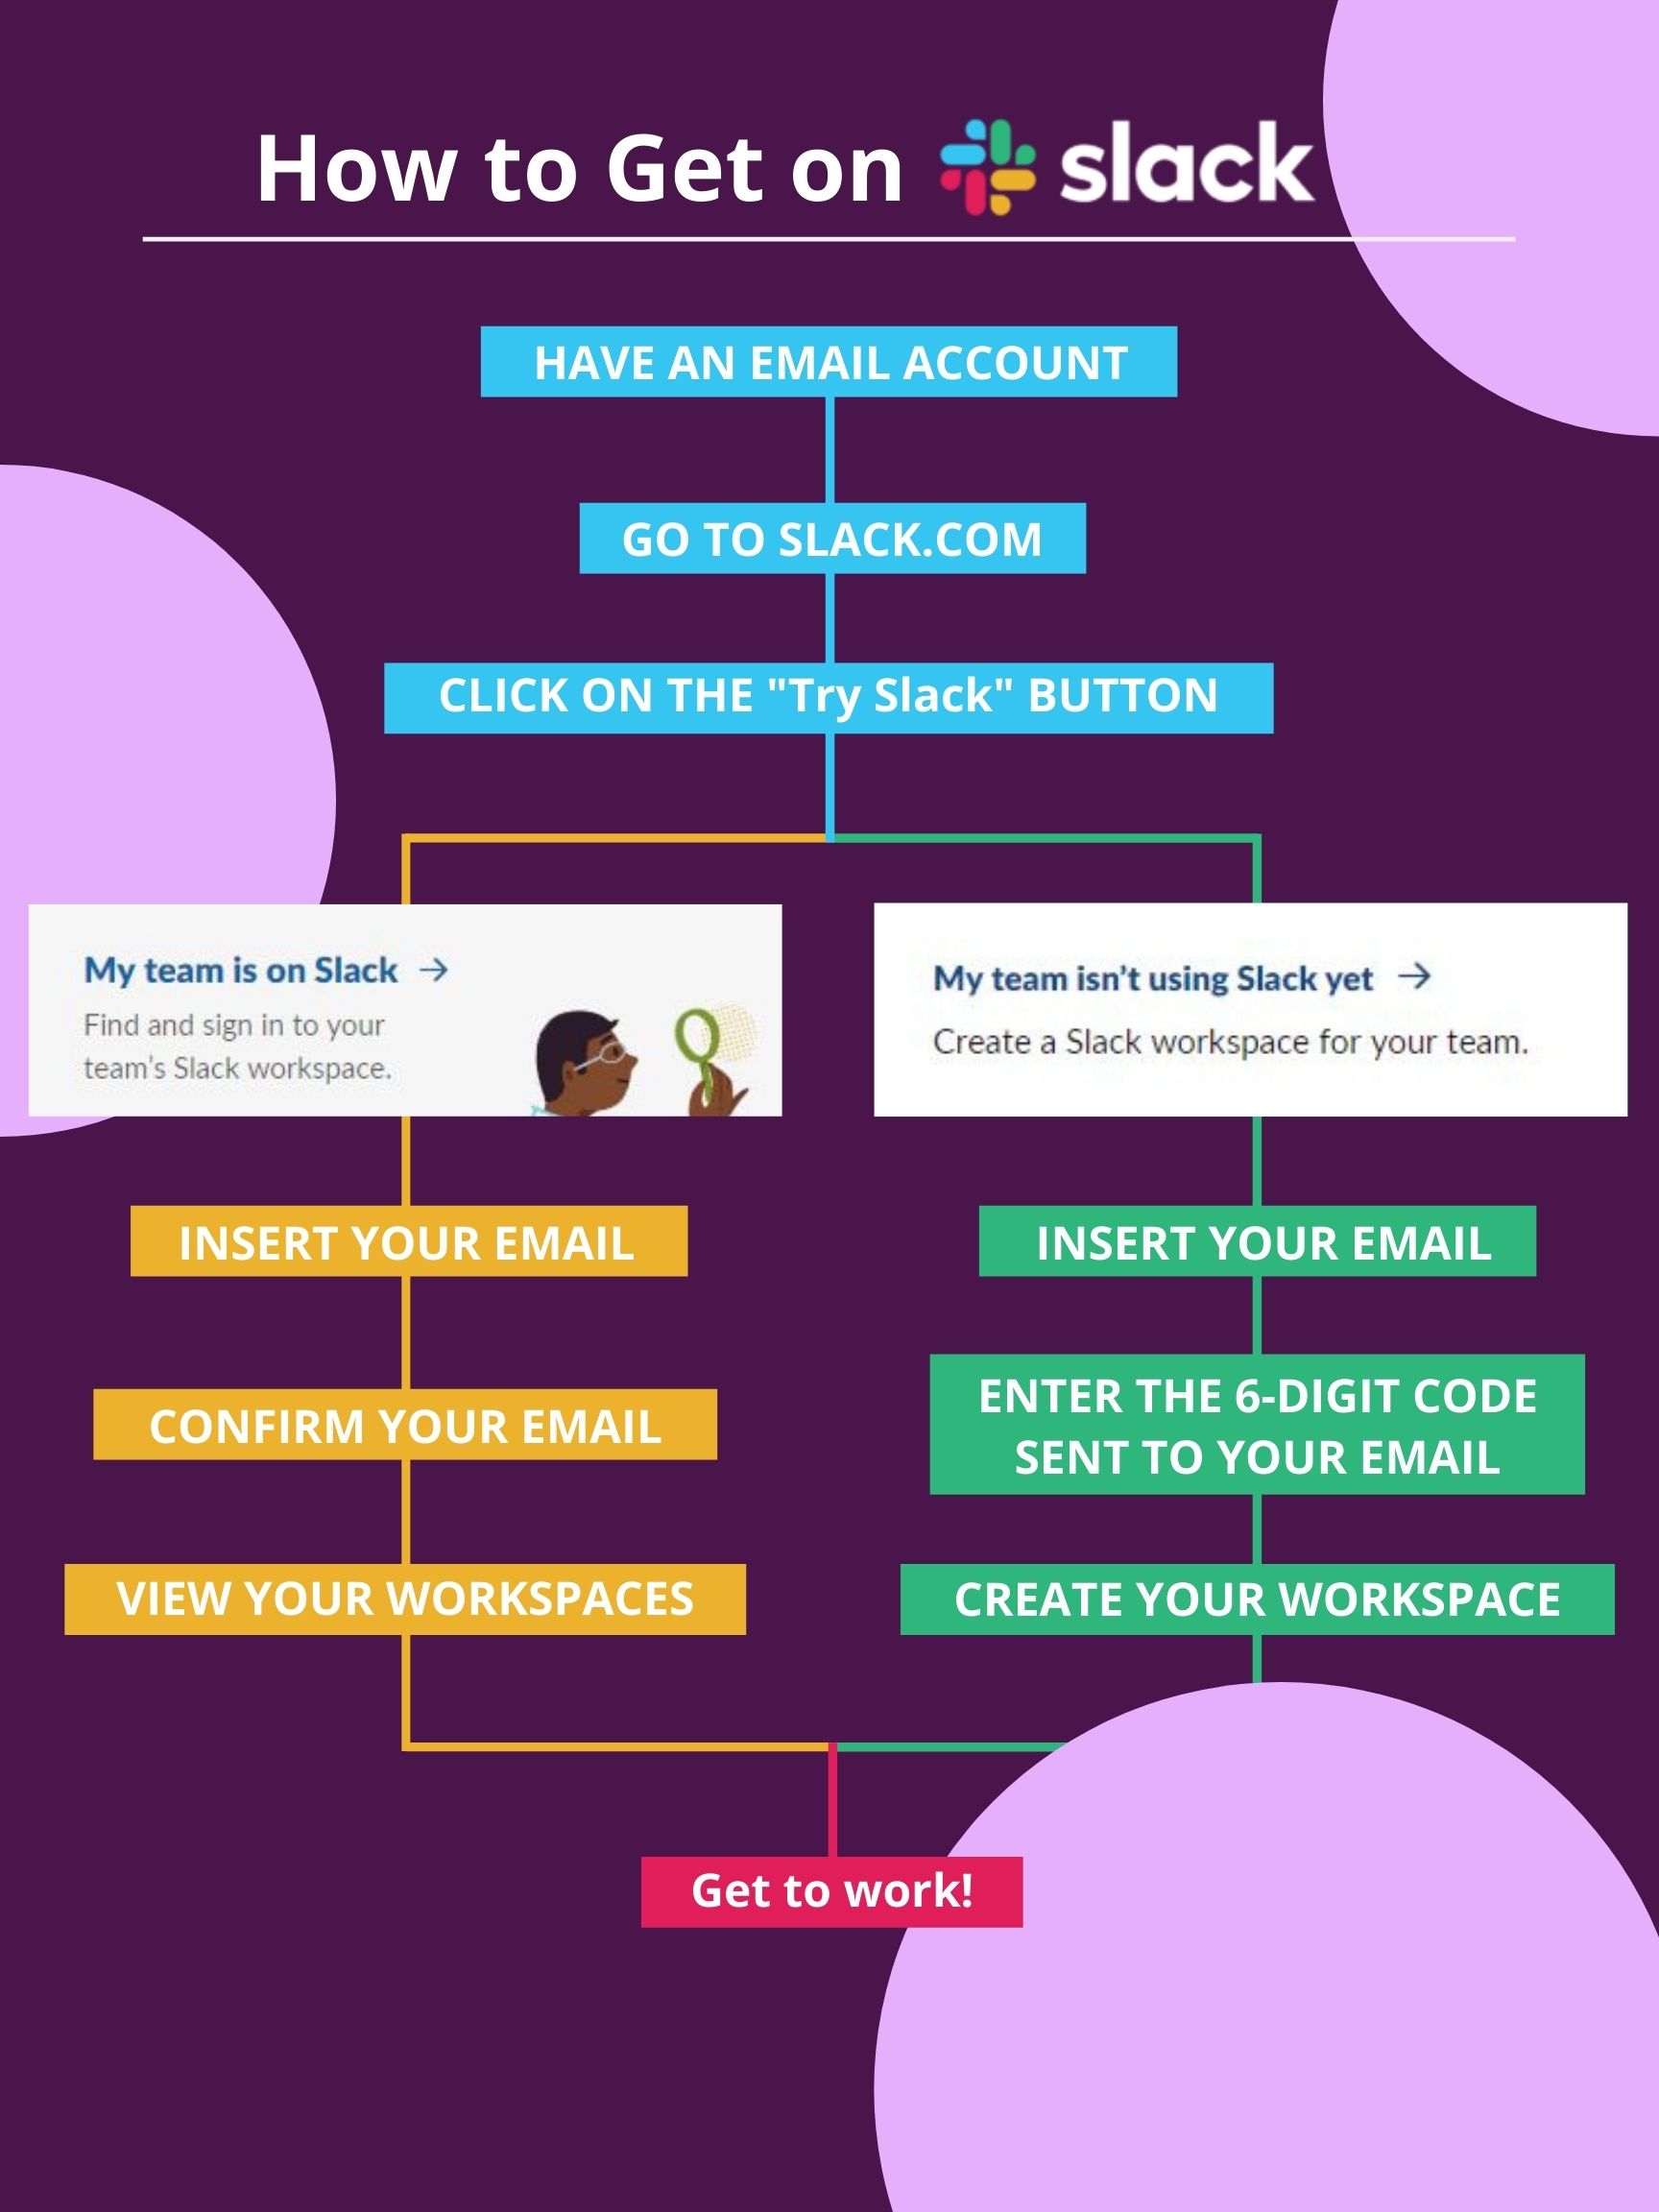 How to Get on slack
HAVE AN EMAIL ACCOUNT
GO TO SLACK.COM
CLICK ON THE "Try Slack" BUTTON
My team is on Slack →
Find and sign in to your
team's Slack workspace.
INSERT YOUR EMAIL
CONFIRM YOUR EMAIL
VIEW YOUR WORKSPACES
My team isn't using Slack yet →
Create a Slack workspace for your team.
INSERT YOUR EMAIL
ENTER THE 6-DIGIT CODE
SENT TO YOUR EMAIL
CREATE YOUR WORKSPACE
Get to work!